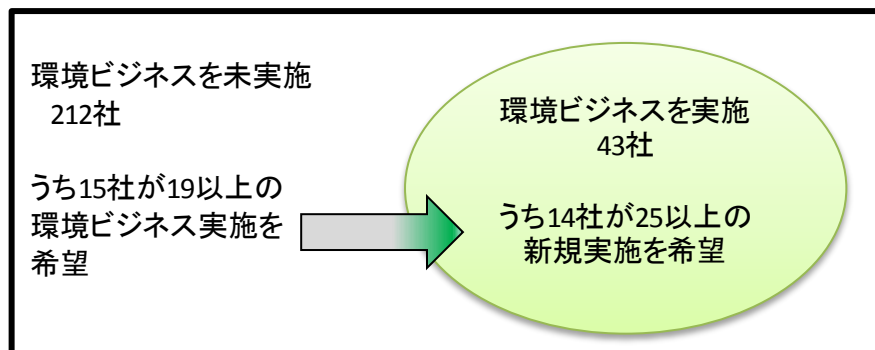 環境ビジネスを未実施
212社
うち15社が19以上の
環境ビジネス実施を
希望
環境ビジネスを実施
43社
うち14社が25以上の
新規実施を希望